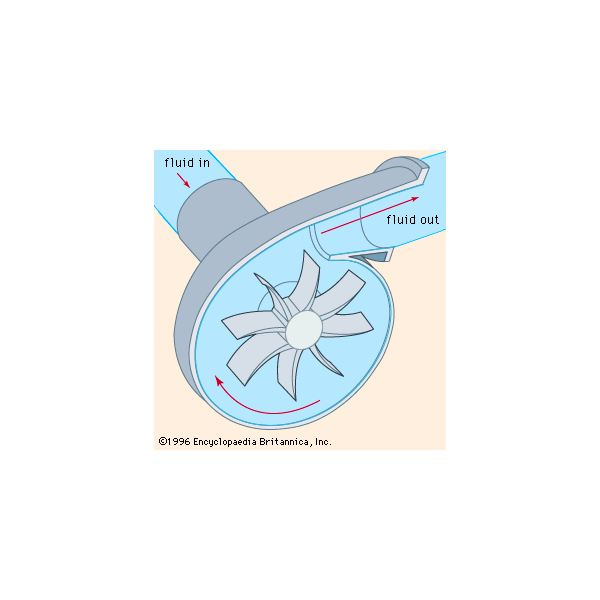 fluid in
fluid out
©1996 Encyclopaedia Britannica, Inc.